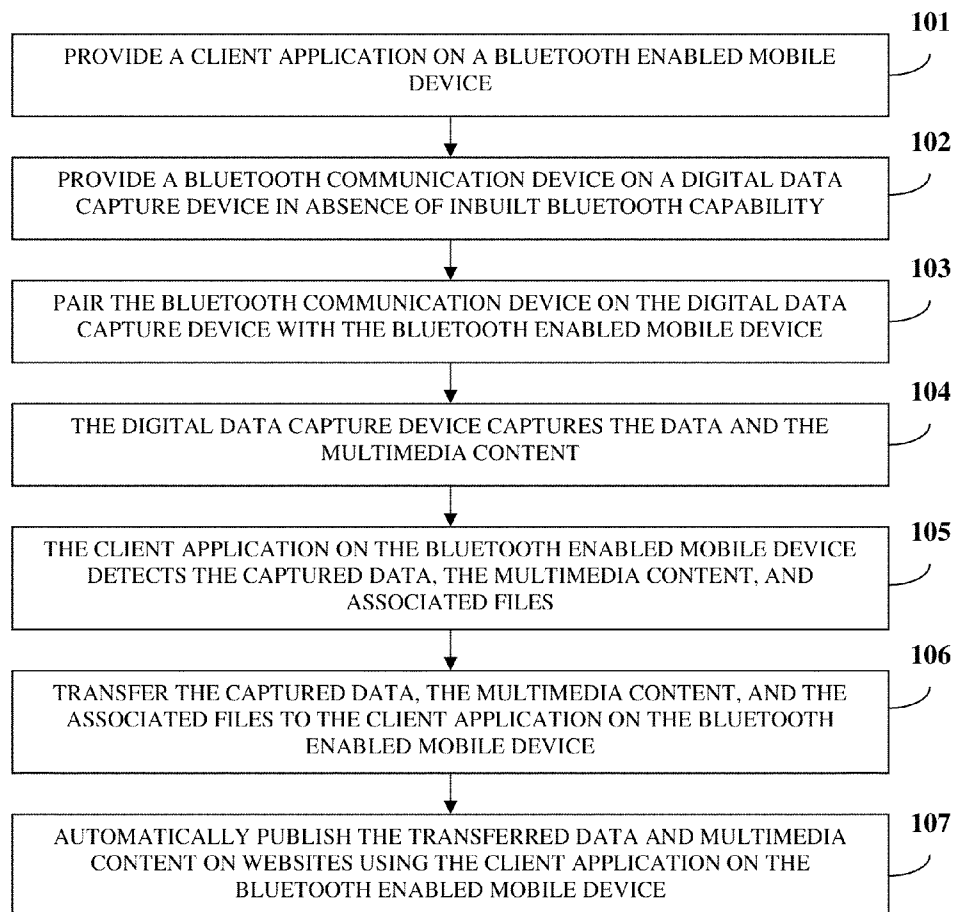 101
PROVIDE A CLIENT APPLICATION ON A BLUETOOTH ENABLED MOBILE
DEVICE
102
PROVIDE A BLUETOOTH COMMUNICATION DEVICE ON A DIGITAL DATA
CAPTURE DEVICE IN ABSENCE OF INBUILT BLUETOOTH CAPABILITY
103
PAIR THE BLUETOOTH COMMUNICATION DEVICE ON THE DIGITAL DATA
CAPTURE DEVICE WITH THE BLUETOOTH ENABLED MOBILE DEVICE
104
THE DIGITAL DATA CAPTURE DEVICE CAPTURES THE DATA AND THE
MULTIMEDIA CONTENT
105
THE CLIENT APPLICATION ON THE BLUETOOTH ENABLED MOBILE DEVICE
DETECTS THE CAPTURED DATA, THE MULTIMEDIA CONTENT, AND
ASSOCIATED FILES
106
TRANSFER THE CAPTURED DATA, THE MULTIMEDIA CONTENT, AND THE
ASSOCIATED FILES TO THE CLIENT APPLICATION ON THE BLUETOOTH
ENABLED MOBILE DEVICE
107
AUTOMATICALLY PUBLISH THE TRANSFERRED DATA AND MULTIMEDIA
CONTENT ON WEBSITES USING THE CLIENT APPLICATION ON THE
BLUETOOTH ENABLED MOBILE DEVICE